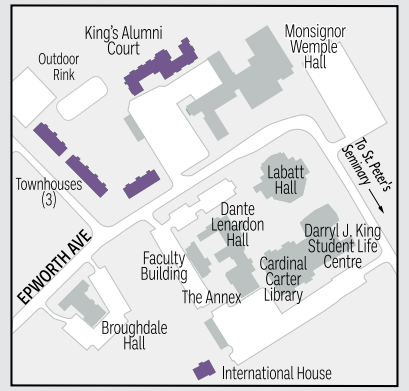 King's Alumni
Court
Monsignor
Wemple
Hall
Outdoor
Rink
To St. Peter's
Seminary
Labatt
Hall
Townhouses
(3)
Dante
Lenardon
Hall
Darryl J. King
Student Life
Centre
EPWORTH AVE
Faculty
Building
Cardinal
Carter
Library
The Annex
Broughdale
Hall
International House